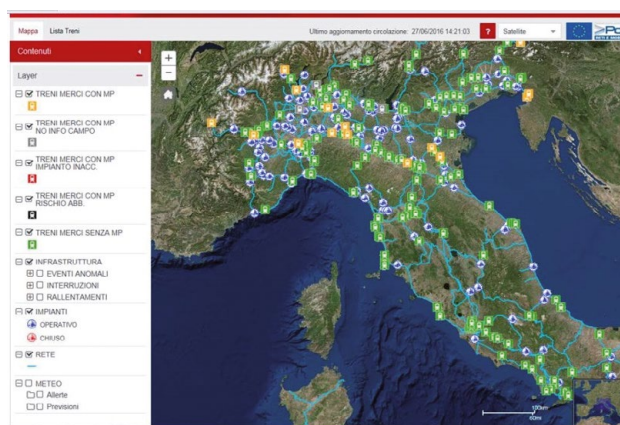 Mappa
Lista Treni
Ultimo aggiornamento circolazione: 27/06/2016 14:21:03
?
Satellite
Contenuti
Layer
TRENI MERCI CON MP
TRENI MERCI CON MP
NO INFO CAMPO
TRENI MERCI CON MP
IMPIANTO INACC.
TRENI MERCI CON MP
RISCHIO ABB.
TRENI MERCI SENZA MP
INFRASTRUTTURA
EVENTI ANOMALI
INTERRUZIONI
RALLENTAMENTI
IMPIANTI
OPERATIVO
CHIUSO
RETE
METEO
Allerte
Previsioni
100km
60mi